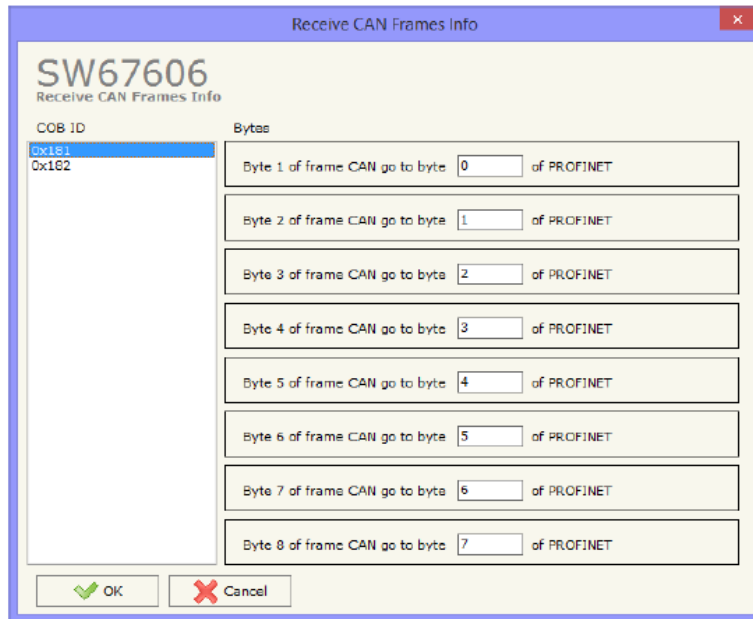 Receive CAN Frames Info
SW67606
Receive CAN Frames Info
COB ID
Bytes
0x181
0x182
Byte 1 of frame CAN go to byte 0 of PROFINET
Byte 2 of frame CAN go to byte 1 of PROFINET
Byte 3 of frame CAN go to byte 2 of PROFINET
Byte 4 of frame CAN go to byte 3 of PROFINET
Byte 5 of frame CAN go to byte 4 of PROFINET
Byte 6 of frame CAN go to byte 5 of PROFINET
Byte 7 of frame CAN go to byte 6 of PROFINET
Byte 8 of frame CAN go to byte 7 of PROFINET
OK
Cancel